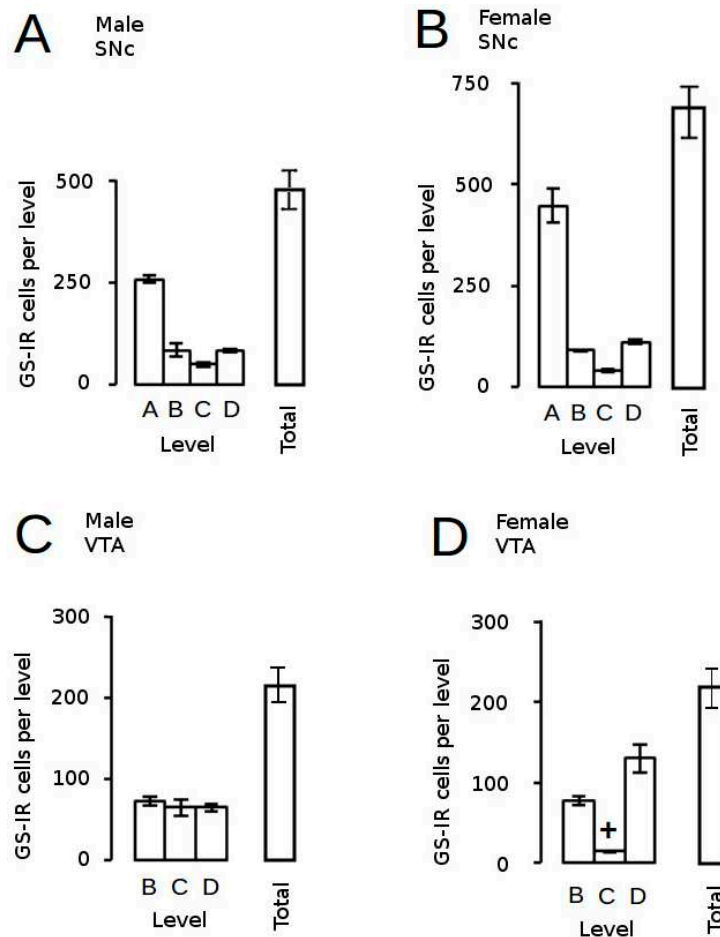 A
Male
SNc
GS-IR cells per level
500
250
0
A B C D
Level
Total
B
Female
SNc
GS-IR cells per level
750
500
250
0
A B C D
Level
Total
C
Male
VTA
GS-IR cells per level
300
200
100
0
B C D
Level
Total
D
Female
VTA
GS-IR cells per level
300
200
100
0
+
B C D
Level
Total